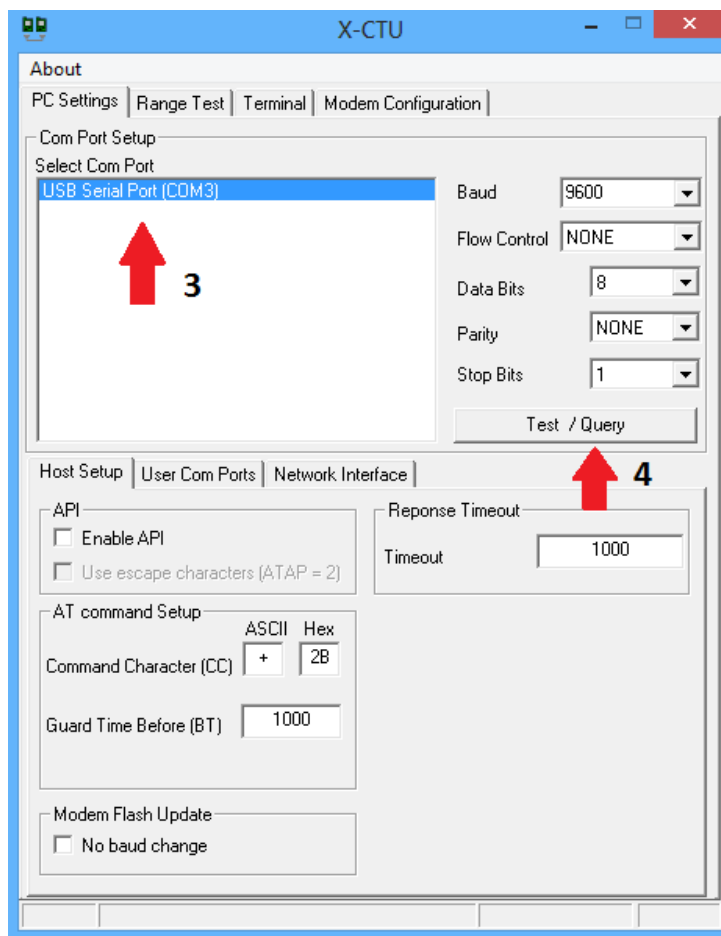 X-CTU
About
PC Settings Range Test Terminal Modem Configuration
Com Port Setup
Select Com Port
USB Serial Port (COM3)
3
Baud 9600
Flow Control NONE
Data Bits 8
Parity NONE
Stop Bits 1
Test / Query
4
Host Setup User Com Ports Network Interface
API
Enable API
Use escape characters (ATAP = 2)
Reponse Timeout
Timeout 1000
AT command Setup
ASCII Hex
Command Character (CC) + 2B
Guard Time Before (BT) 1000
Modem Flash Update
No baud change